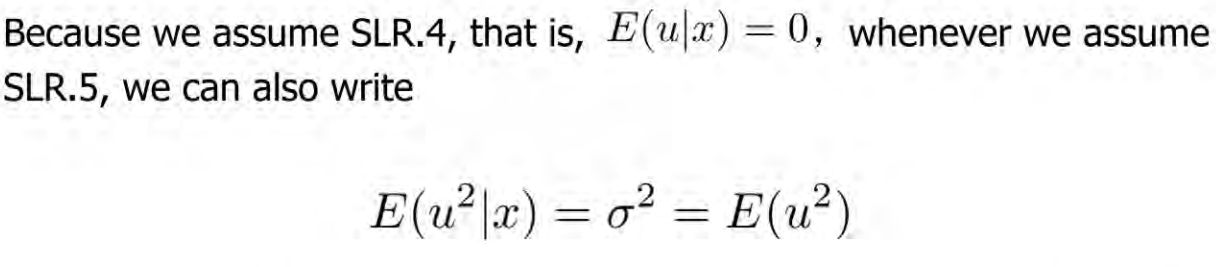 Because we assume SLR.4, that is, E(u|x) = 0, whenever we assume
SLR.5, we can also write
E(u²|x) = σ² = E(u²)